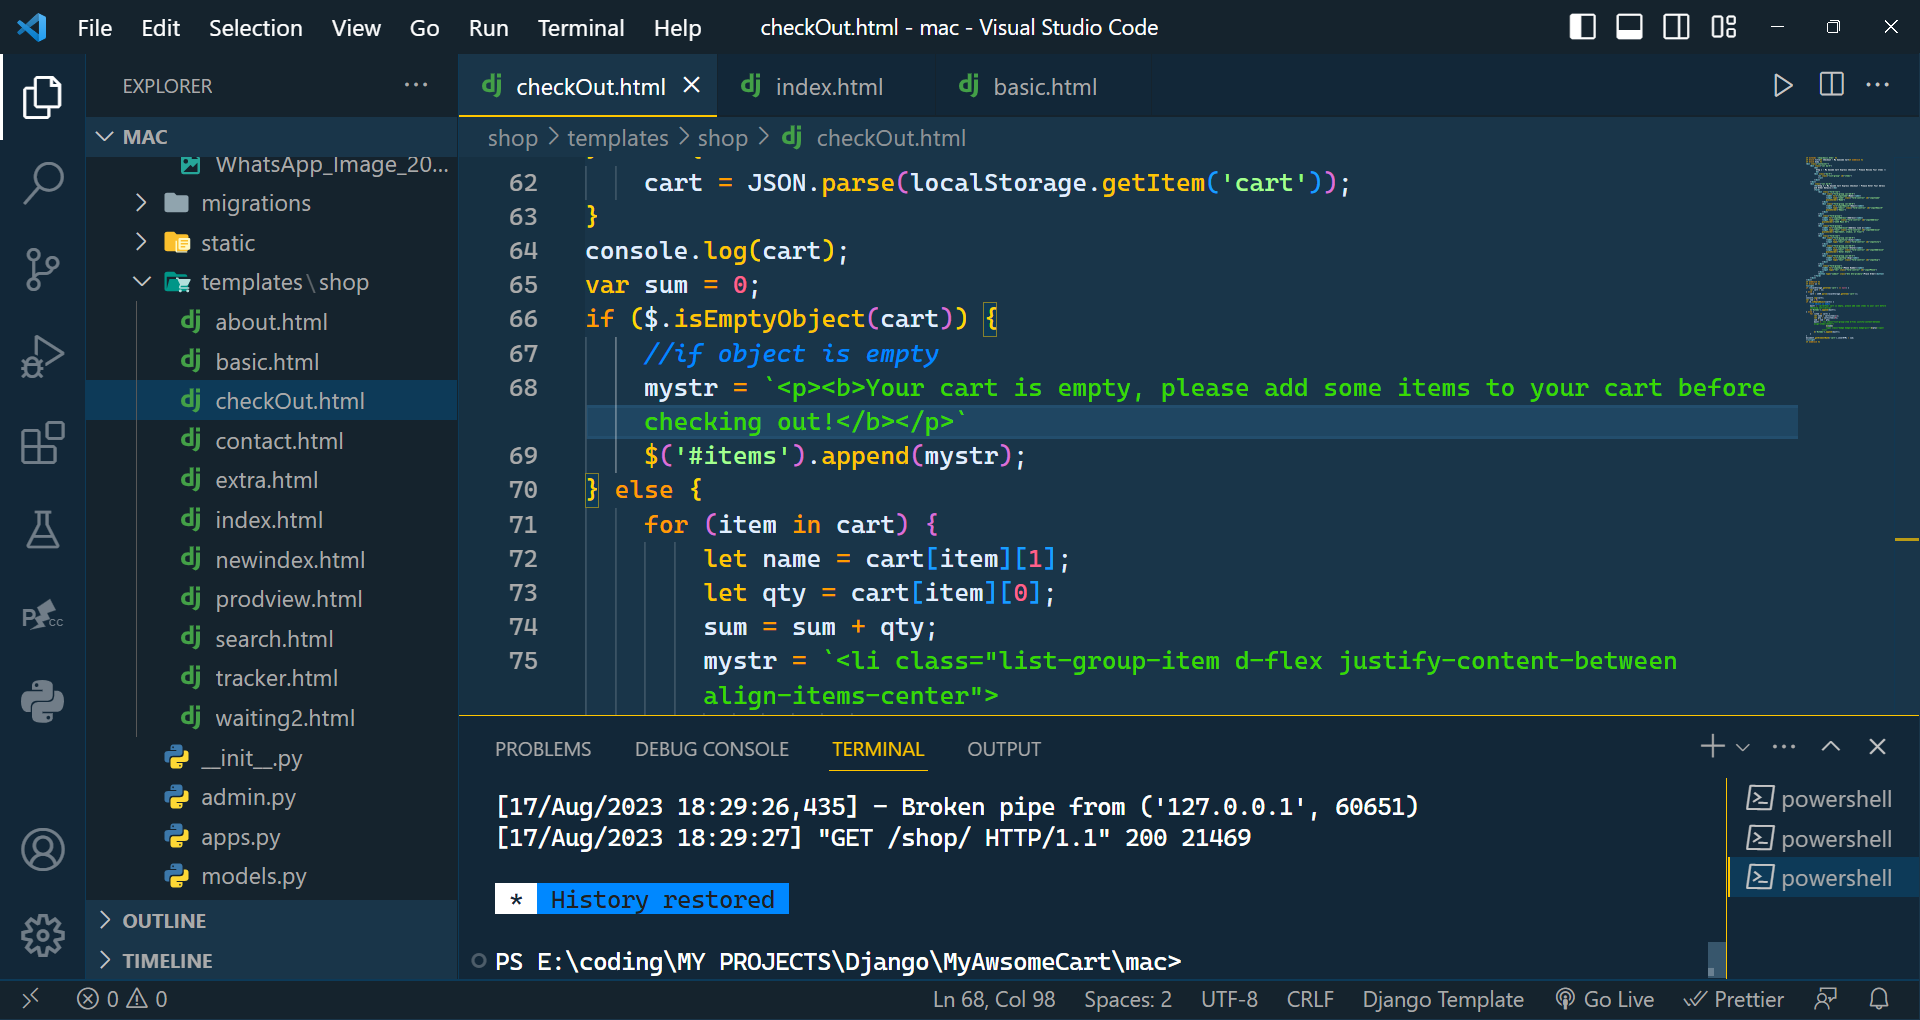 File Edit Selection View Go Run Terminal Help checkOut.html - mac - Visual Studio Code
EXPLORER
MAC
WhatsApp_Image_20...
migrations
static
templates\shop
about.html
basic.html
checkOut.html
contact.html
extra.html
index.html
newindex.html
prodview.html
search.html
tracker.html
waiting2.html
__init__.py
admin.py
apps.py
models.py
OUTLINE
TIMELINE
checkOut.html index.html basic.html
shop > templates > shop > checkOut.html
62 cart = JSON.parse(localStorage.getItem('cart'));
63 }
64 console.log(cart);
65 var sum = 0;
66 if ($.isEmptyObject(cart)) {
67 //if object is empty
68 mystr = `<p><b>Your cart is empty, please add some items to your cart before
checking out!</b></p>`
69 $('#items').append(mystr);
70 } else {
71 for (item in cart) {
72 let name = cart[item][1];
73 let qty = cart[item][0];
74 sum = sum + qty;
75 mystr = `<li class="list-group-item d-flex justify-content-between
align-items-center">
PROBLEMS DEBUG CONSOLE TERMINAL OUTPUT
[17/Aug/2023 18:29:26,435] - Broken pipe from ('127.0.0.1', 60651)
[17/Aug/2023 18:29:27] "GET /shop/ HTTP/1.1" 200 21469
* History restored
PS E:\coding\MY PROJECTS\Django\MyAwsomeCart\mac>
powershell
powershell
powershell
0 0 Ln 68, Col 98 Spaces: 2 UTF-8 CRLF Django Template Go Live Prettier